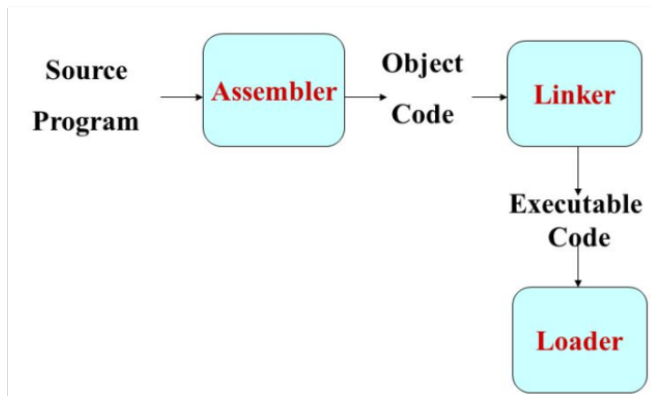 Source
Program
Assembler
Object
Code
Linker
Executable
Code
Loader